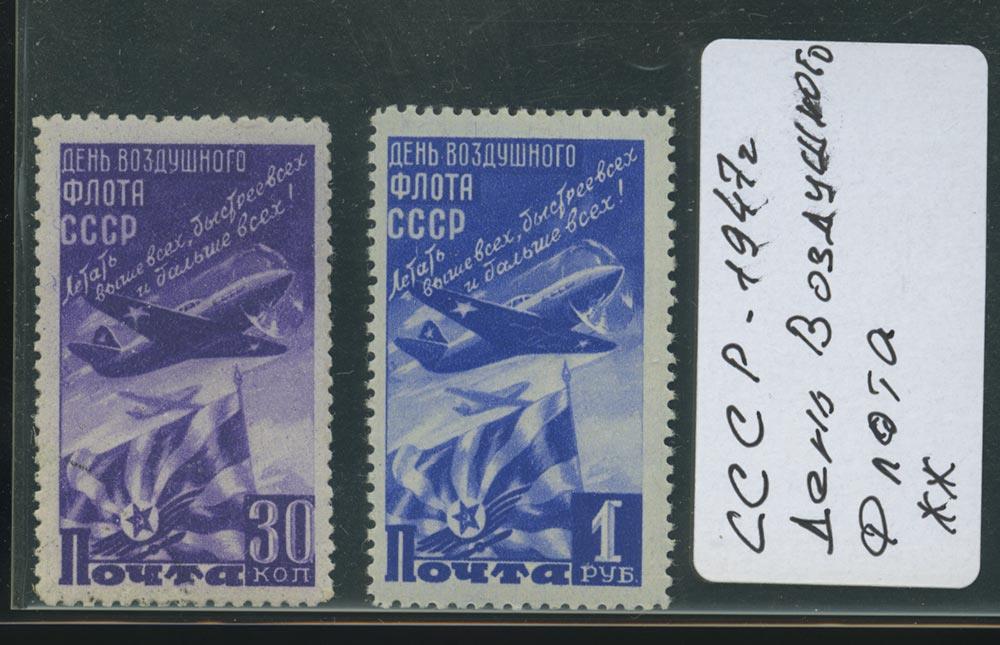 ДЕНЬ ВОЗДУШНОГО
ФЛОТА
СССР
Летать
выше всех, быстрее всех
и дальше всех!
30
КОП
Почта
ДЕНЬ ВОЗДУШНОГО
ФЛОТА
СССР
Летать
выше всех, быстрее всех
и дальше всех!
1
РУБ.
Почта
СССР-1947г
День Воздушного
Флота
ЖЖ